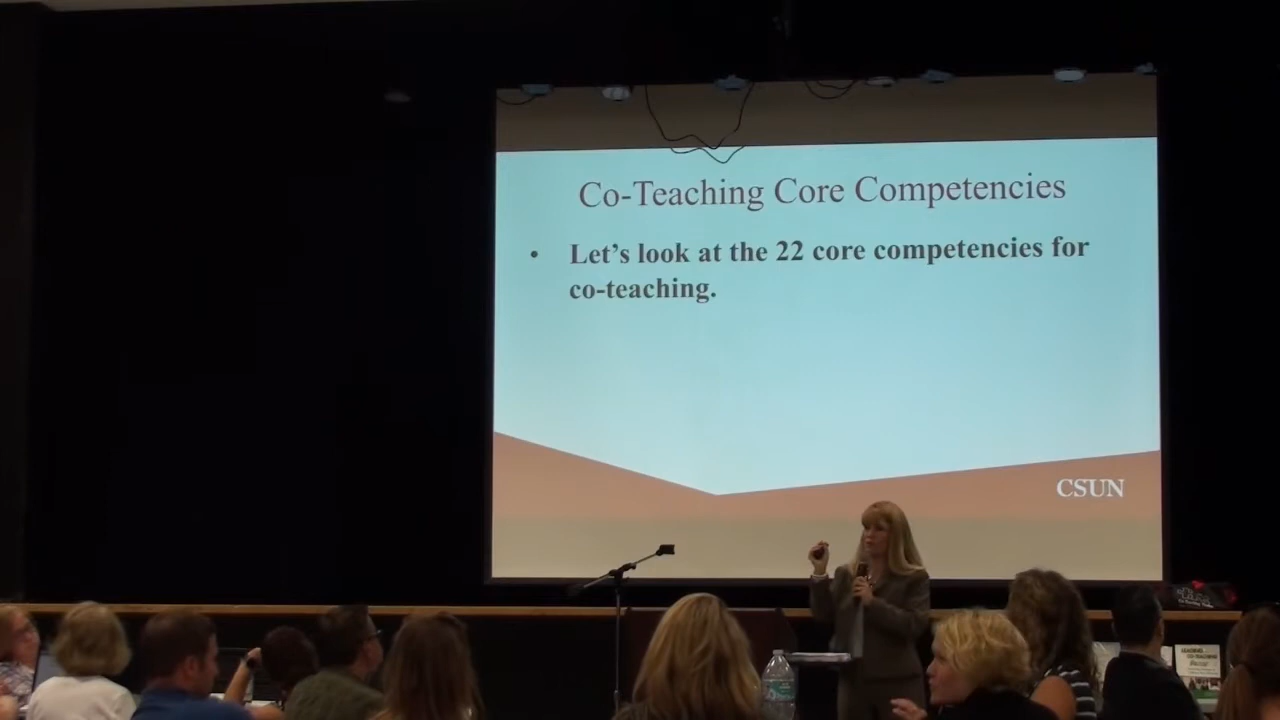 Co-Teaching Core Competencies
• Let's look at the 22 core competencies for
co-teaching.
CSUN